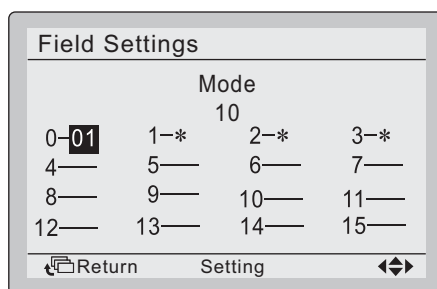 Field Settings
Mode
10
0–01 1–* 2–* 3–*
4–– 5–– 6–– 7––
8–– 9–– 10–– 11––
12–– 13–– 14–– 15––
Return Setting